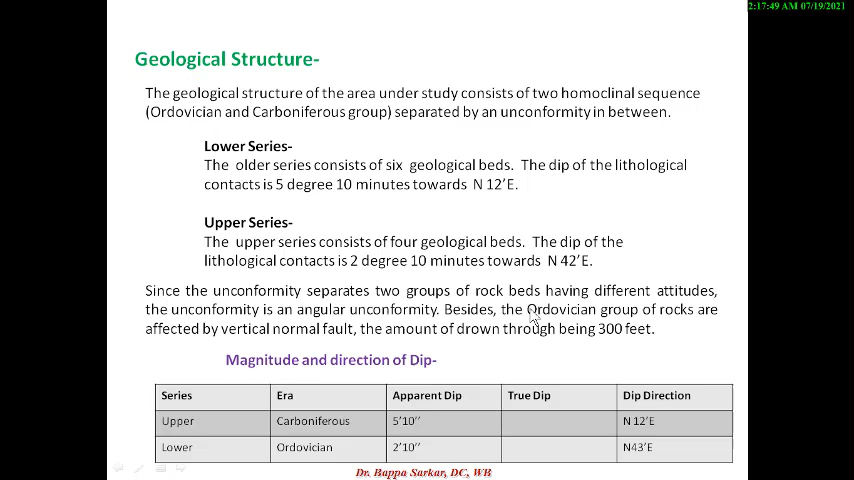 2:17:49 AM 07/19/2021
Geological Structure-
The geological structure of the area under study consists of two homoclinal sequence
(Ordovician and Carboniferous group) separated by an unconformity in between.
Lower Series-
The older series consists of six geological beds. The dip of the lithological
contacts is 5 degree 10 minutes towards N 12’E.
Upper Series-
The upper series consists of four geological beds. The dip of the
lithological contacts is 2 degree 10 minutes towards N 42’E.
Since the unconformity separates two groups of rock beds having different attitudes,
the unconformity is an angular unconformity. Besides, the Ordovician group of rocks are
affected by vertical normal fault, the amount of drown through being 300 feet.
Magnitude and direction of Dip-
Series Era Apparent Dip True Dip Dip Direction
Upper Carboniferous 5’10’’ N 12’E
Lower Ordovician 2’10’’ N43’E
Dr. Bappa Sarkar, DC, WB